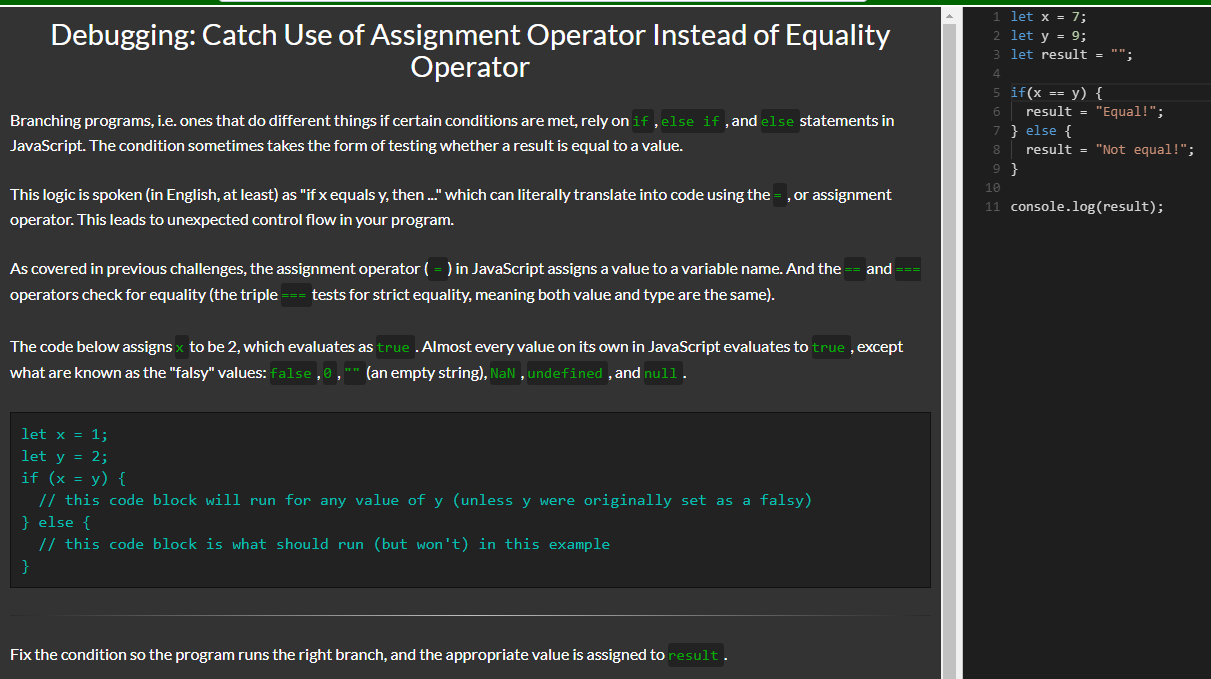 Debugging: Catch Use of Assignment Operator Instead of Equality
Operator
Branching programs, i.e. ones that do different things if certain conditions are met, rely on if , else if , and else statements in
JavaScript. The condition sometimes takes the form of testing whether a result is equal to a value.
This logic is spoken (in English, at least) as "if x equals y, then ..." which can literally translate into code using the = , or assignment
operator. This leads to unexpected control flow in your program.
As covered in previous challenges, the assignment operator ( = ) in JavaScript assigns a value to a variable name. And the == and ===
operators check for equality (the triple === tests for strict equality, meaning both value and type are the same).
The code below assigns x to be 2, which evaluates as true . Almost every value on its own in JavaScript evaluates to true , except
what are known as the "falsy" values: false , 0 , "" (an empty string), NaN , undefined , and null .
let x = 1;
let y = 2;
if (x = y) {
  // this code block will run for any value of y (unless y were originally set as a falsy)
} else {
  // this code block is what should run (but won't) in this example
}
Fix the condition so the program runs the right branch, and the appropriate value is assigned to result .
1 let x = 7;
2 let y = 9;
3 let result = "";
4
5 if(x == y) {
6   result = "Equal!";
7 } else {
8   result = "Not equal!";
9 }
10
11 console.log(result);